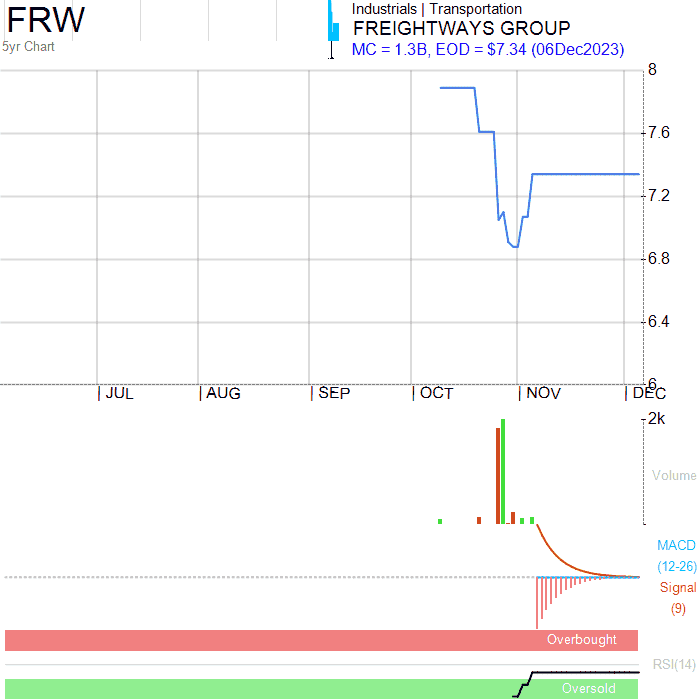 FRW
5yr Chart
Industrials | Transportation
FREIGHTWAYS GROUP
MC = 1.3B, EOD = $7.34 (06Dec2023)
8
7.6
7.2
6.8
6.4
6
JUL
AUG
SEP
OCT
NOV
DEC
2k
Volume
MACD
(12-26)
Signal
(9)
Overbought
RSI(14)
Oversold